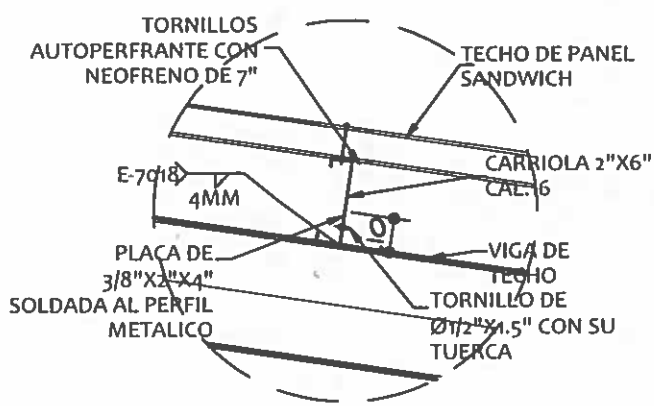 TORNILLOS
AUTOPERFRANTE CON
NEOFRENO DE 7"
TECHO DE PANEL
SANDWICH
CARRIOLA 2"X6"
CAL. 16
E-7018
4MM
PLACA DE
3/8"X2"X4"
SOLDADA AL PERFIL
METALICO
VIGA DE
TECHO
TORNILLO DE
Ø1/2"X1.5" CON SU
TUERCA